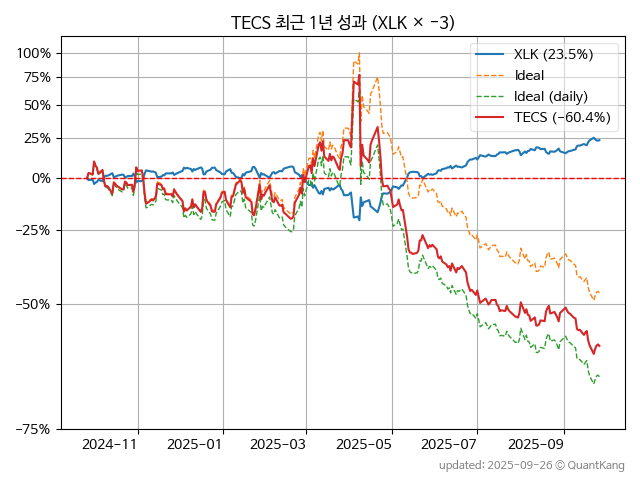 TECS 최근 1년 성과 (XLK × −3)
100%
75%
50%
25%
0%
−25%
−50%
−75%
XLK (23.5%)
Ideal
Ideal (daily)
TECS (−60.4%)
2024−11
2025−01
2025−03
2025−05
2025−07
2025−09
updated: 2025-09-26 © QuantKang